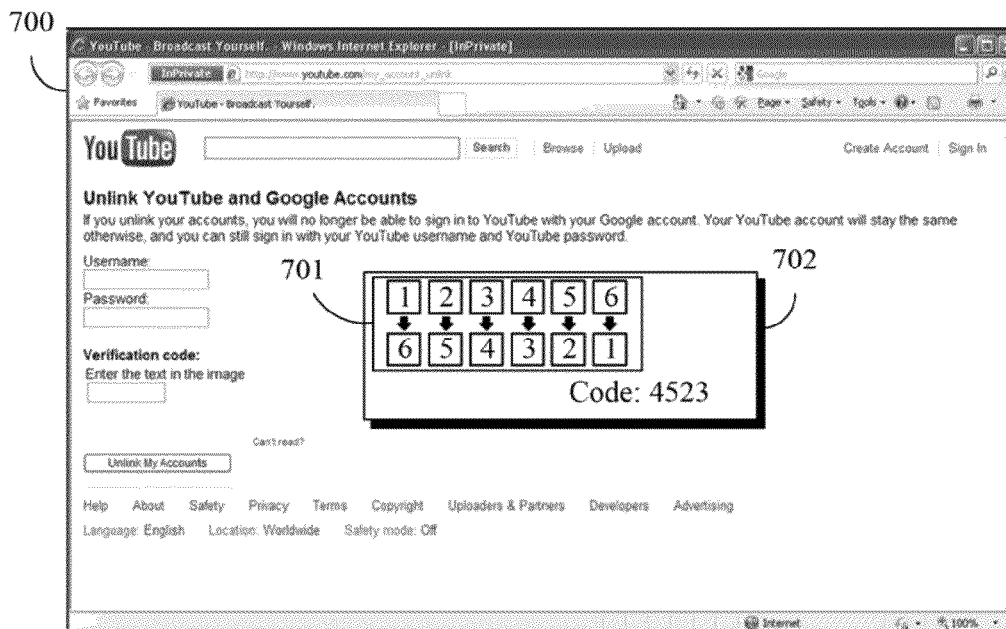 700
YouTube - Broadcast Yourself. - Windows Internet Explorer - [InPrivate]
InPrivate http://www.youtube.com/my_account_unlink Google
Favorites YouTube - Broadcast Yourself. Page Safety Tools
YouTube Search Browse Upload Create Account Sign In
Unlink YouTube and Google Accounts
If you unlink your accounts, you will no longer be able to sign in to YouTube with your Google account. Your YouTube account will stay the same
otherwise, and you can still sign in with your YouTube username and YouTube password.
Username:
Password:
701
702
1 2 3 4 5 6
6 5 4 3 2 1
Code: 4523
Verification code:
Enter the text in the image
Can't read?
Unlink My Accounts
Help About Safety Privacy Terms Copyright Uploaders & Partners Developers Advertising
Language: English Location: Worldwide Safety mode: Off
Internet 100%